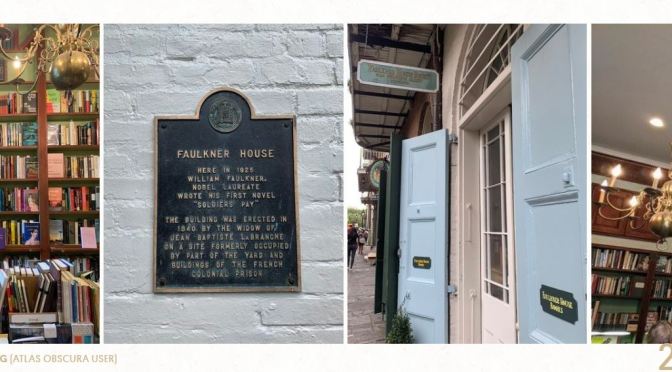 FAULKNER HOUSE
HERE IN 1925
WILLIAM FAULKNER,
NOBEL LAUREATE
WROTE HIS FIRST NOVEL
"SOLDIERS PAY"
THE BUILDING WAS ERECTED IN
1840 BY THE WIDOW OF
JEAN BAPTISTE LABRANCHE
ON A SITE FORMERLY OCCUPIED
BY PART OF THE YARD AND
BUILDINGS OF THE FRENCH
COLONIAL PRISON
FAULKNER HOUSE
BOOKS
G (ATLAS OBSCURA USER)
2